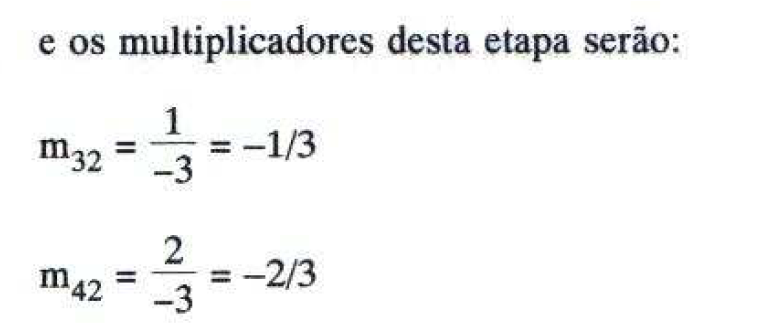 e os multiplicadores desta etapa serão:
m₃₂ = 1/−3 = −1/3
m₄₂ = 2/−3 = −2/3